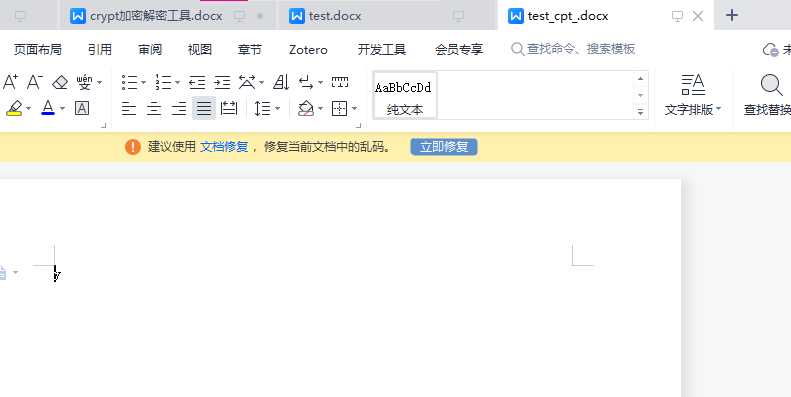 crypt加密解密工具.docx test.docx test_cpt_.docx
页面布局 引用 审阅 视图 章节 Zotero 开发工具 会员专享 查找命令、搜索模板
A+ A- wén
A A AaBbCcDd
纯文本 文字排版 查找替换
建议使用 文档修复 ，修复当前文档中的乱码。 立即修复